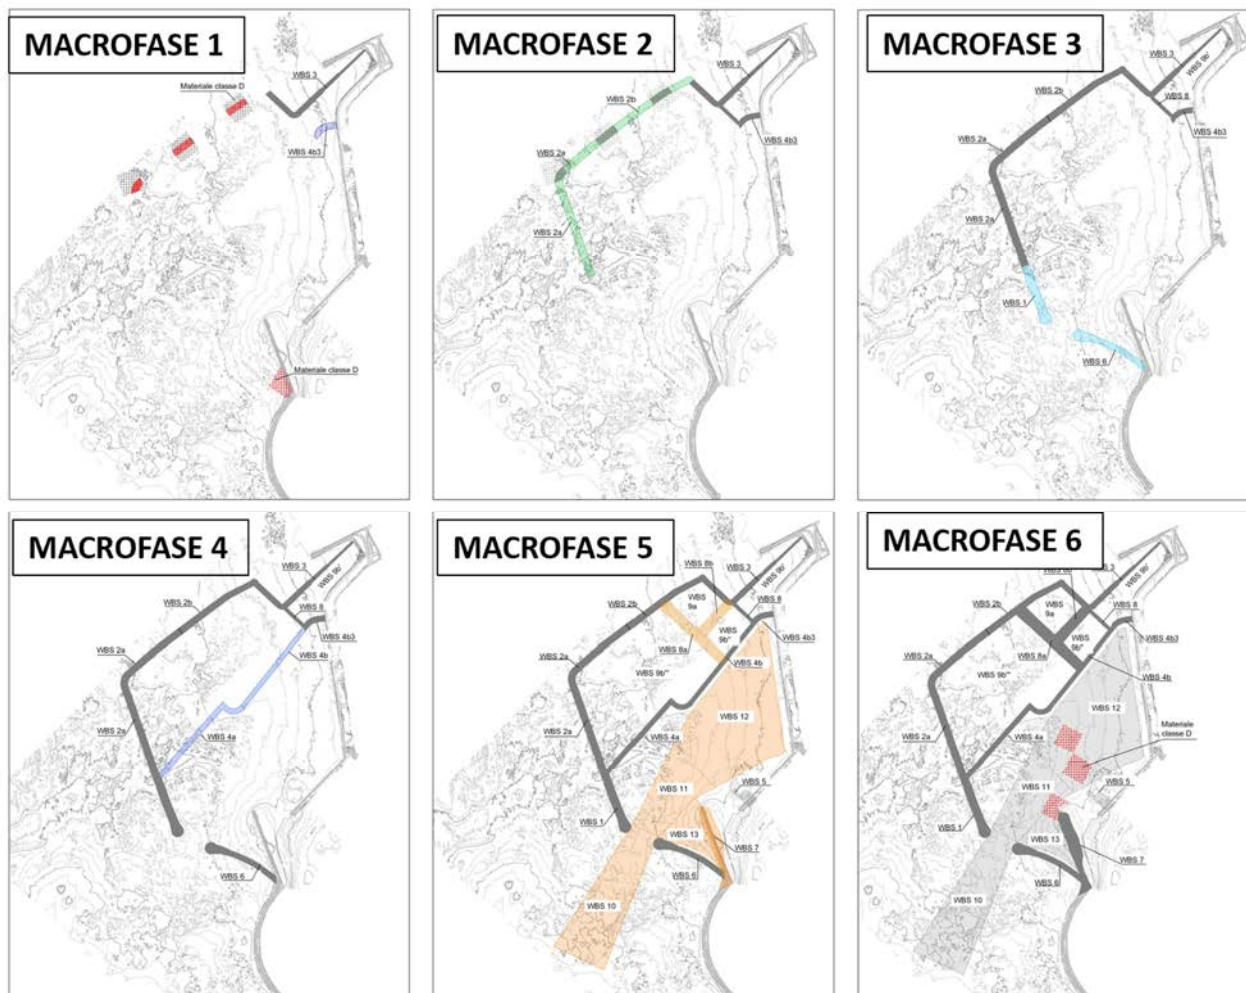 MACROFASE 1
WBS 3
Materiale classe D
WBS 4b3
Materiale classe D
MACROFASE 2
WBS 3
WBS 2b
WBS 4b3
WBS 2a
WBS 2a
MACROFASE 3
WBS 3
WBS 9b'
WBS 2b
WBS 8
WBS 4b3
WBS 2a
WBS 2a
WBS 1
WBS 6
MACROFASE 4
WBS 3
WBS 9b'
WBS 2b
WBS 8
WBS 4b3
WBS 2a
WBS 4b
WBS 2a
WBS 4a
WBS 6
MACROFASE 5
WBS 8b
WBS 3
WBS 9b'
WBS 2b
WBS
9a
WBS 8
WBS
9b"
WBS 4b3
WBS 8a
WBS 2a
WBS 4b
WBS 9b'''
WBS 12
WBS 2a
WBS 4a
WBS 5
WBS 11
WBS 1
WBS 13
WBS 7
WBS 6
WBS 10
MACROFASE 6
WBS 9b'
WBS 2b
WBS
9a
WBS 8
WBS
9b"
WBS 4b3
WBS 8a
WBS 2a
WBS 4b
WBS 9b'''
WBS 12
Materiale
classe D
WBS 2a
WBS 4a
WBS 5
WBS 11
WBS 1
WBS 13
WBS 7
WBS 6
WBS 10